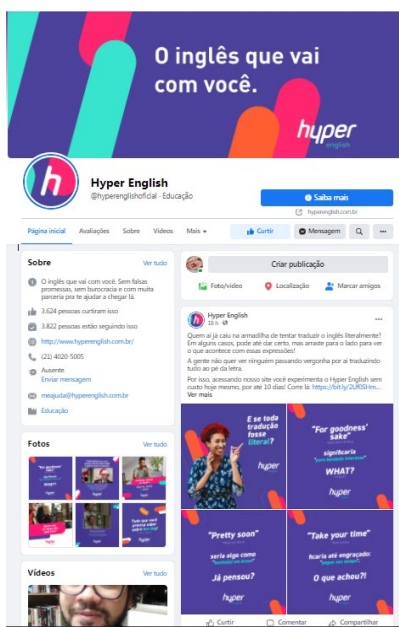 O inglês que vai
com você.
hyper
english
h
Hyper English
@hyperenglishoficial · Educação
Saiba mais
hyperenglish.com.br
Página inicial Avaliações Sobre Vídeos Mais Curtir Mensagem
Sobre Ver tudo
O inglês que vai com você. Sem falsas
promessas, sem burocracia e com muita
parceria pra te ajudar a chegar lá.
3.624 pessoas curtiram isso
3.822 pessoas estão seguindo isso
http://www.hyperenglish.com.br/
(21) 4020-5005
Ausente
Enviar mensagem
meajuda@hyperenglish.com.br
Educação
Fotos Ver tudo
Vídeos Ver tudo
Criar publicação
Foto/vídeo Localização Marcar amigos
Hyper English
18 h
Quem aí já caiu na armadilha de tentar traduzir o inglês literalmente?
Em alguns casos, pode até dar certo, mas arraste para o lado para ver
o que acontece com essas expressões!
A gente não quer ver ninguém passando vergonha por aí traduzindo
tudo ao pé da letra.
Por isso, acessando nosso site você experimenta o Hyper English sem
custo hoje mesmo, por até 10 dias! Corre lá:
Ver mais
E se toda
tradução
fosse
literal?
hyper
"For goodness'
sake"
significaria
WHAT?
hyper
"Pretty soon"
seria algo como
Já pensou?
hyper
"Take your time"
ficaria até engraçado:
O que achou?!
hyper
Curtir Comentar Compartilhar